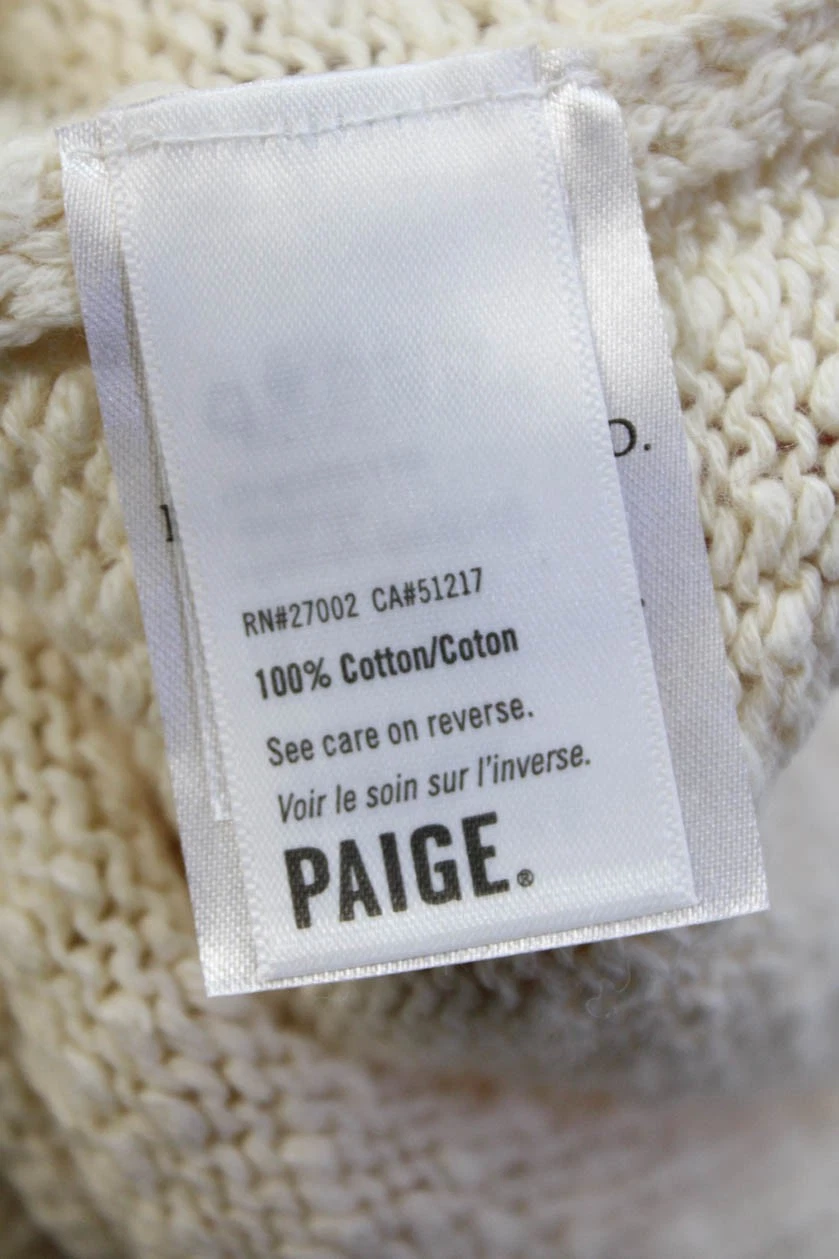 RN#27002 CA#51217
100% Cotton/Coton
See care on reverse.
Voir le soin sur l'inverse.
PAIGE®